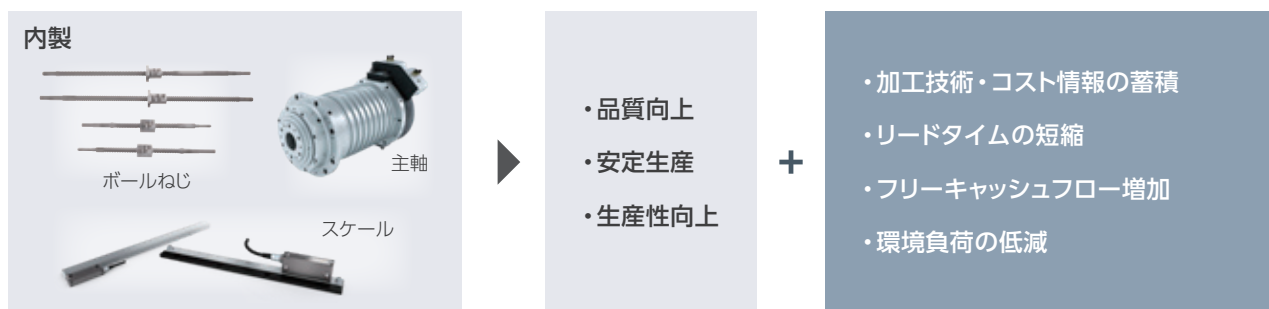 内製
ボールねじ
主軸
スケール
・品質向上
・安定生産
・生産性向上
+
・加工技術・コスト情報の蓄積
・リードタイムの短縮
・フリーキャッシュフロー増加
・環境負荷の低減